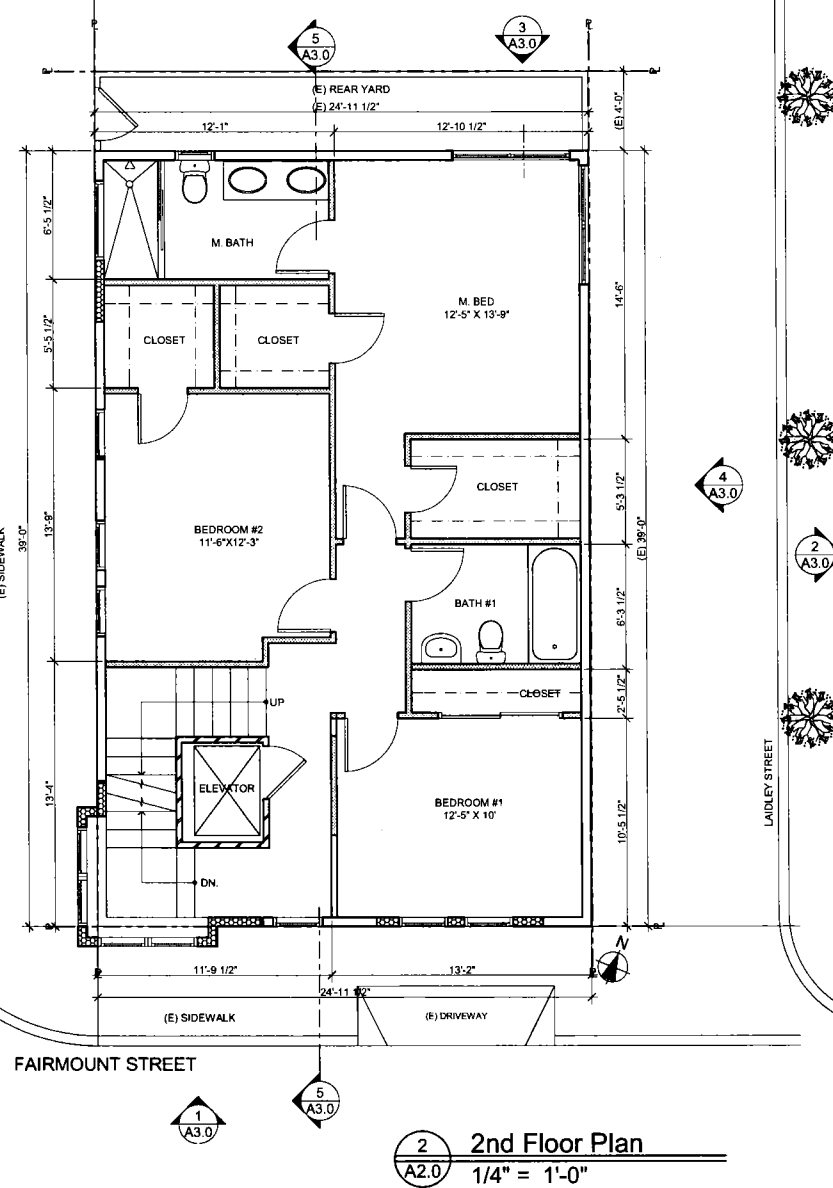 P
P
5
A3.0
3
A3.0
P
P
(E) REAR YARD
(E) 24'-11 1/2"
(E) 4'-0"
12'-1"
12'-10 1/2"
6'-5 1/2"
M. BATH
M. BED
12'-5" X 13'-9"
14'-6"
5'-5 1/2"
CLOSET
CLOSET
CLOSET
5'-3 1/2"
4
A3.0
BEDROOM #2
11'-6"X12'-3"
13'-9"
39'-0"
(E) SIDEWALK
(E) 39'-0"
2
A3.0
BATH #1
6'-3 1/2"
CLOSET
2'-5 1/2"
UP
ELEVATOR
13'-4"
BEDROOM #1
12'-5" X 10'
10'-5 1/2"
LAIDLEY STREET
DN.
P
P
N
P
P
11'-9 1/2"
13'-2"
24'-11 1/2"
(E) SIDEWALK
(E) DRIVEWAY
FAIRMOUNT STREET
1
A3.0
5
A3.0
2
A2.0
2nd Floor Plan
1/4" = 1'-0"